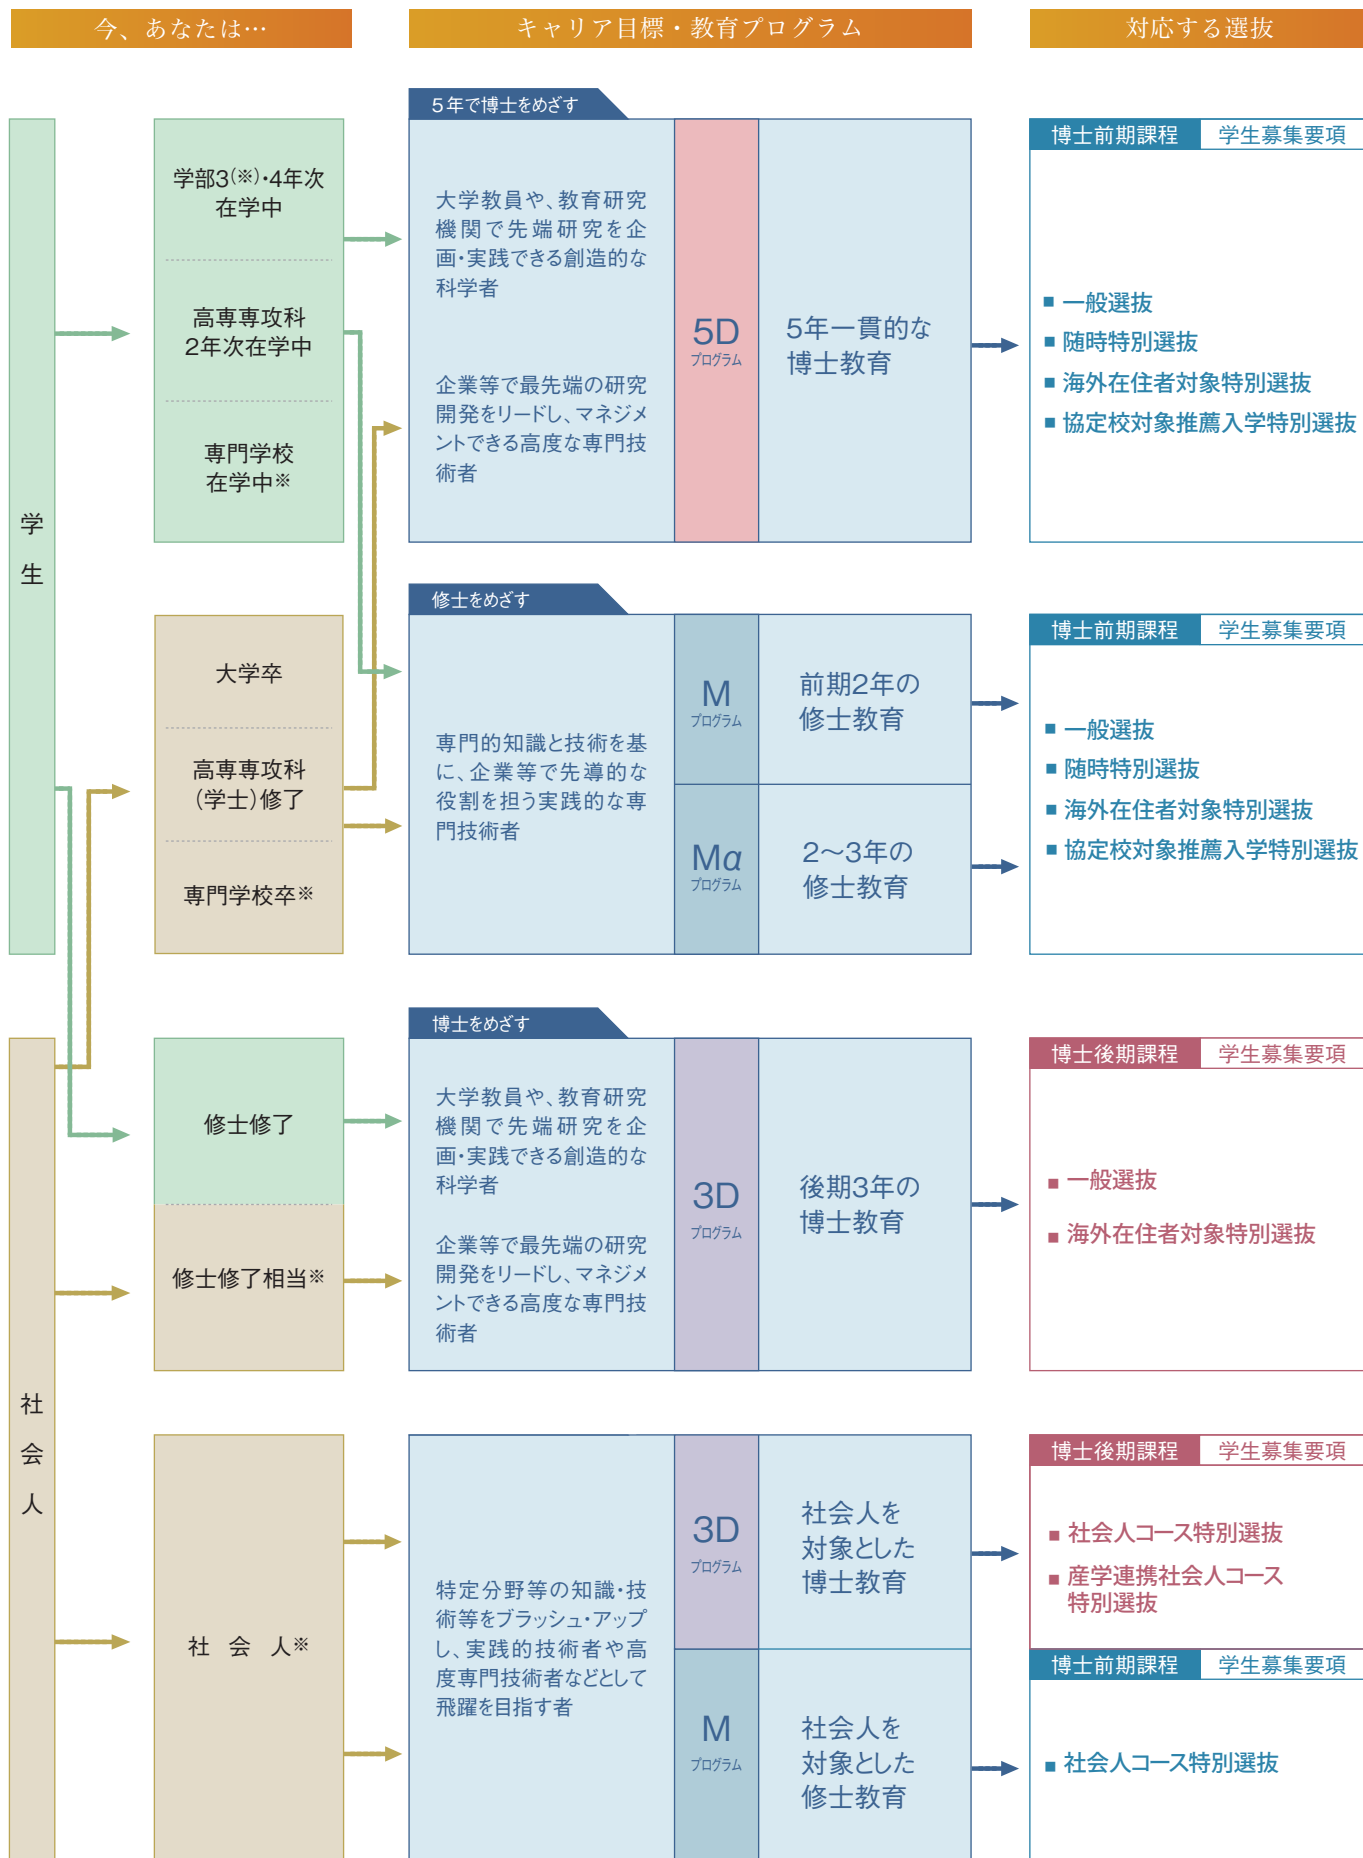 今、あなたは…
キャリア目標・教育プログラム
対応する選抜
学生
学部3(※)・4年次
在学中
高専専攻科
2年次在学中
専門学校
在学中※
5年で博士をめざす
大学教員や、教育研究
機関で先端研究を企
画・実践できる創造的な
科学者
企業等で最先端の研究
開発をリードし、マネジメ
ントできる高度な専門技
術者
5D
プログラム
5年一貫的な
博士教育
博士前期課程
学生募集要項
■ 一般選抜
■ 随時特別選抜
■ 海外在住者対象特別選抜
■ 協定校対象推薦入学特別選抜
大学卒
高専専攻科
(学士)修了
専門学校卒※
修士をめざす
専門的知識と技術を基
に、企業等で先導的な
役割を担う実践的な専
門技術者
M
プログラム
前期2年の
修士教育
Mα
プログラム
2〜3年の
修士教育
博士前期課程
学生募集要項
■ 一般選抜
■ 随時特別選抜
■ 海外在住者対象特別選抜
■ 協定校対象推薦入学特別選抜
社会人
修士修了
修士修了相当※
博士をめざす
大学教員や、教育研究
機関で先端研究を企
画・実践できる創造的な
科学者
企業等で最先端の研究
開発をリードし、マネジメ
ントできる高度な専門技
術者
3D
プログラム
後期3年の
博士教育
博士後期課程
学生募集要項
■ 一般選抜
■ 海外在住者対象特別選抜
社 会 人※
特定分野等の知識・技
術等をブラッシュ・アップ
し、実践的技術者や高
度専門技術者などとして
飛躍を目指す者
3D
プログラム
社会人を
対象とした
博士教育
博士後期課程
学生募集要項
■ 社会人コース特別選抜
■ 産学連携社会人コース
特別選抜
M
プログラム
社会人を
対象とした
修士教育
博士前期課程
学生募集要項
■ 社会人コース特別選抜